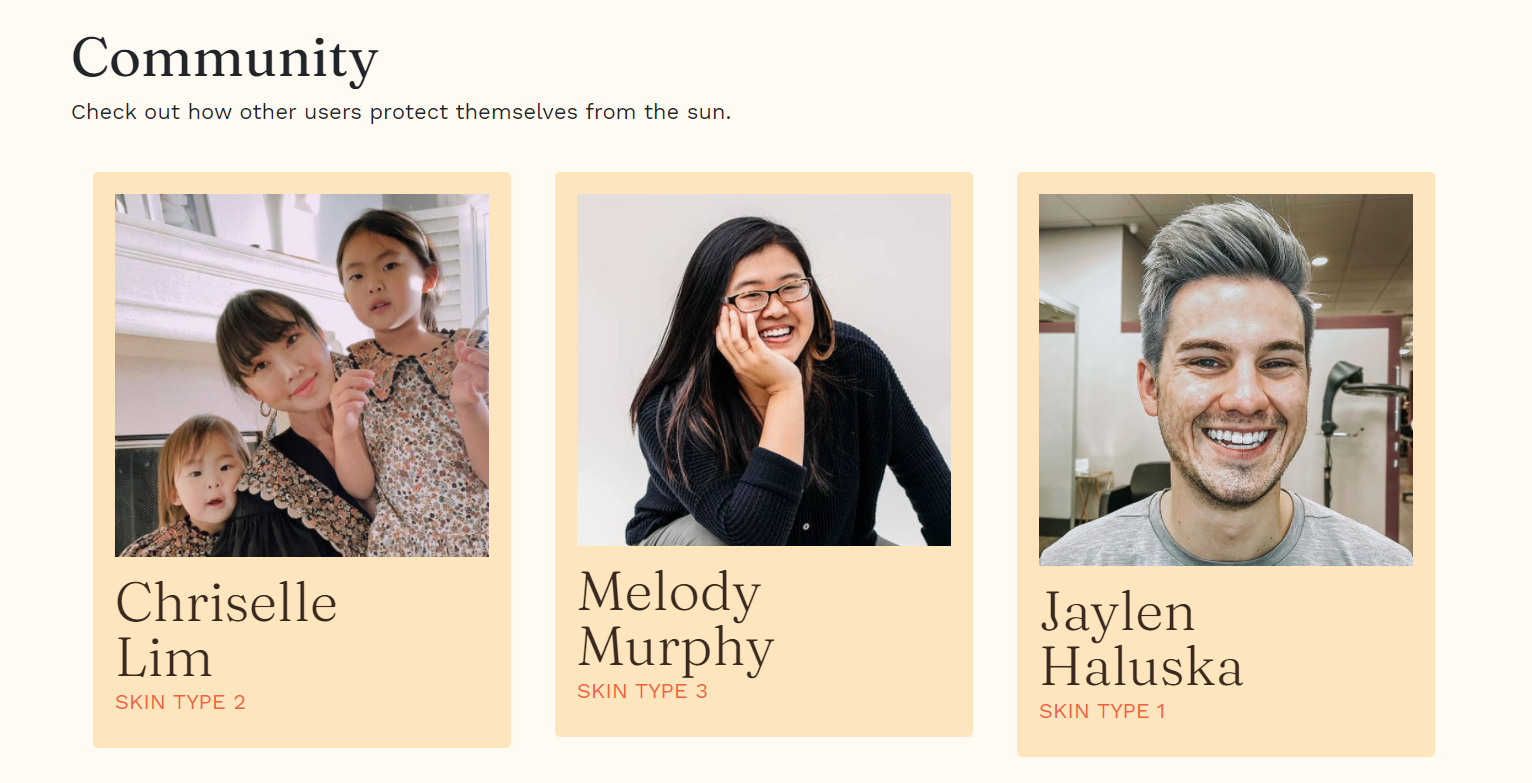 Community
Check out how other users protect themselves from the sun.
Chriselle
Lim
SKIN TYPE 2
Melody
Murphy
SKIN TYPE 3
Jaylen
Haluska
SKIN TYPE 1